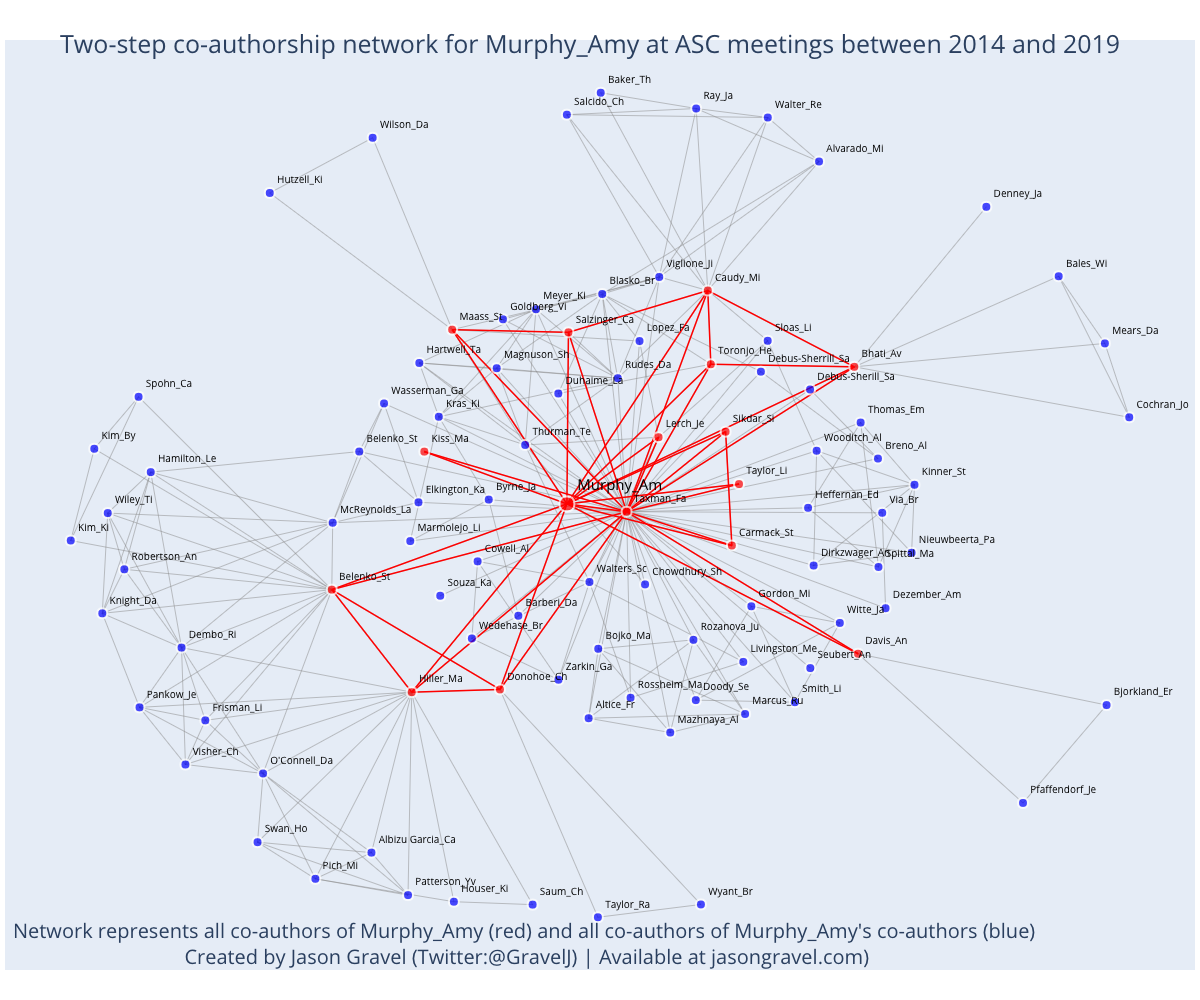 Two-step co-authorship network for Murphy_Amy at ASC meetings between 2014 and 2019
Baker_Th
Ray_Ja
Salcido_Ch
Walter_Re
Wilson_Da
Alvarado_Mi
Hutzell_Ki
Denney_Ja
Viglione_Ji
Bales_Wi
Caudy_Mi
Blasko_Br
Meyer_Ki
Goldberg_Vi
Maass_St
Salzinger_Ca
Lopez_Fa
Sloas_Li
Mears_Da
Hartwell_Ta
Magnuson_Sh
Rudes_Da
Toronjo_He
Debus-Sherrill_Sa
Bhati_Av
Spohn_Ca
Wasserman_Ga
Duhaime_La
Debus-Sherill_Sa
Kras_Ki
Cochran_Jo
Thomas_Em
Kim_By
Belenko_St
Kiss_Ma
Thurman_Te
Lerch_Je
Sikdar_Si
Wooditch_Al
Breno_Al
Hamilton_Le
Taylor_Li
Kinner_St
Murphy_Am
Elkington_Ka
Byrne_Ja
Taxman_Fa
Heffernan_Ed
Vla_Br
Wiley_Ti
McReynolds_La
Kim_Ki
Marmolejo_Li
Carmack_St
Nieuwbeerta_Pa
Robertson_An
Cowell_Al
Dirkzwager_An
Spittal_Ma
Belenko_St
Souza_Ka
Walters_Sc
Chowdhury_Sh
Knight_Da
Barberi_Da
Gordon_Mi
Dezember_Am
Dembo_Ri
Wedehase_Br
Bojko_Ma
Rozanova_Ju
Witte_Ja
Livingston_Me
Seubert_An
Davis_An
Zarkin_Ga
Hiller_Ma
Donohoe_Ch
Pankow_Je
Frisman_Li
Altice_Fr
Rossheim_Ma
Doody_Se
Marcus_Ru
Smith_Li
Bjorkland_Er
Mazhnaya_Al
Visher_Ch
O'Connell_Da
Pfaffendorf_Je
Swan_Ho
Albizu Garcia_Ca
Pich_Mi
Patterson_Yv
Houser_Ki
Saum_Ch
Taylor_Ra
Wyant_Br
Network represents all co-authors of Murphy_Amy (red) and all co-authors of Murphy_Amy's co-authors (blue)
Created by Jason Gravel (Twitter:@GravelJ) | Available at jasongravel.com)